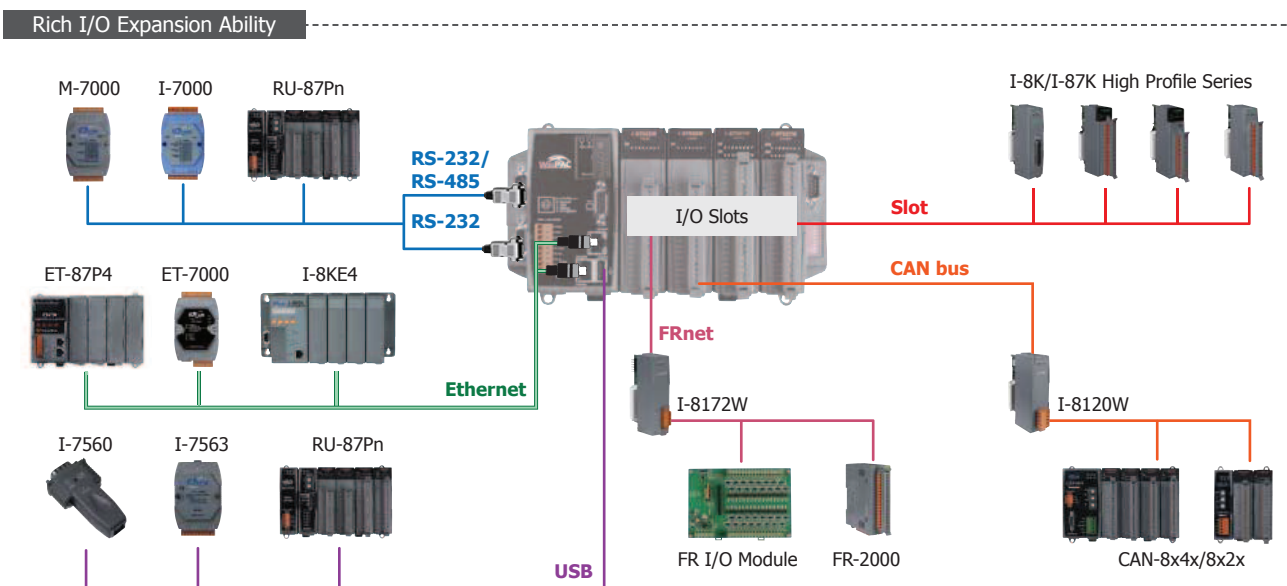 Rich I/O Expansion Ability
M-7000
I-7000
RU-87Pn
I-8K/I-87K High Profile Series
RS-232/
RS-485
RS-232
I/O Slots
Slot
CAN bus
ET-87P4
ET-7000
I-8KE4
FRnet
Ethernet
I-8172W
I-8120W
I-7560
I-7563
RU-87Pn
USB
FR I/O Module
FR-2000
CAN-8x4x/8x2x